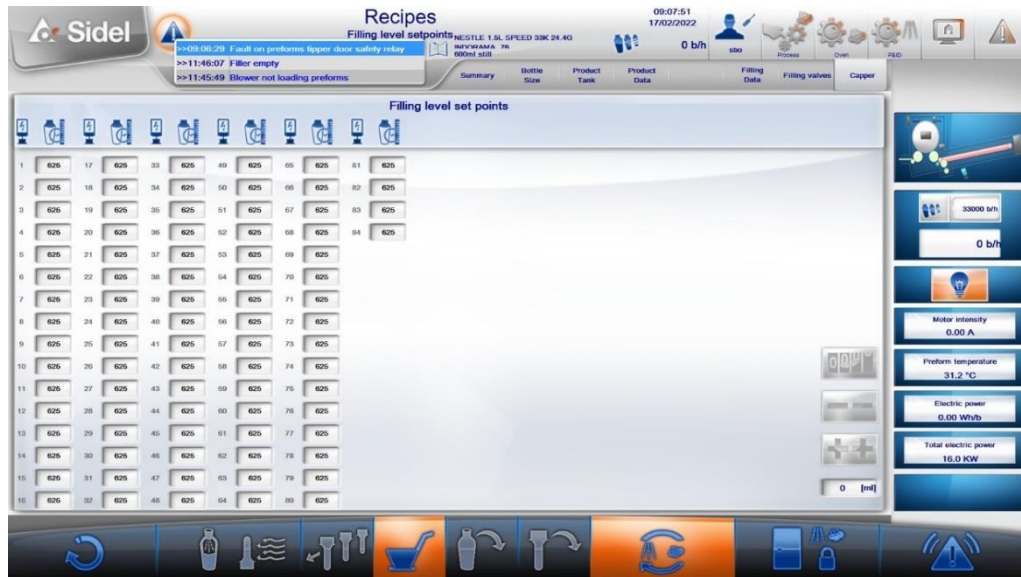 Sidel
Recipes
Filling level setpoints
09:07:51
17/02/2022
>>09:06:29 Fault on preforms tipper door safety relay
>>11:46:07 Filler empty
>>11:45:49 Blower not loading preforms
NESTLE 1.5L SPEED 33K 24.4G
INDORAMA 76
600ml still
0 b/h
sbo
Process
Oven
Summary
Bottle Size
Product Tank
Product Data
Filling Data
Filling valves
Capper
Filling level set points
1 625 17 625 33 625 49 625 65 625 81 625
2 625 18 625 34 625 50 625 66 625 82 625
3 625 19 625 35 625 51 625 67 625 83 625
4 625 20 625 36 625 52 625 68 625 84 625
5 625 21 625 37 625 53 625 69 625
6 625 22 625 38 625 54 625 70 625
7 625 23 625 39 625 55 625 71 625
8 625 24 625 40 625 56 625 72 625
9 625 25 625 41 625 57 625 73 625
10 625 26 625 42 625 58 625 74 625
11 625 27 625 43 625 59 625 75 625
12 625 28 625 44 625 60 625 76 625
13 625 29 625 45 625 61 625 77 625
14 625 30 625 46 625 62 625 78 625
15 625 31 625 47 625 63 625 79 625
16 625 32 625 48 625 64 625 80 625
0 [ml]
33000 b/h
0 b/h
Motor intensity
0.00 A
Preform temperature
31.2 °C
Electric power
0.00 Wh/b
Total electric power
16.0 KW